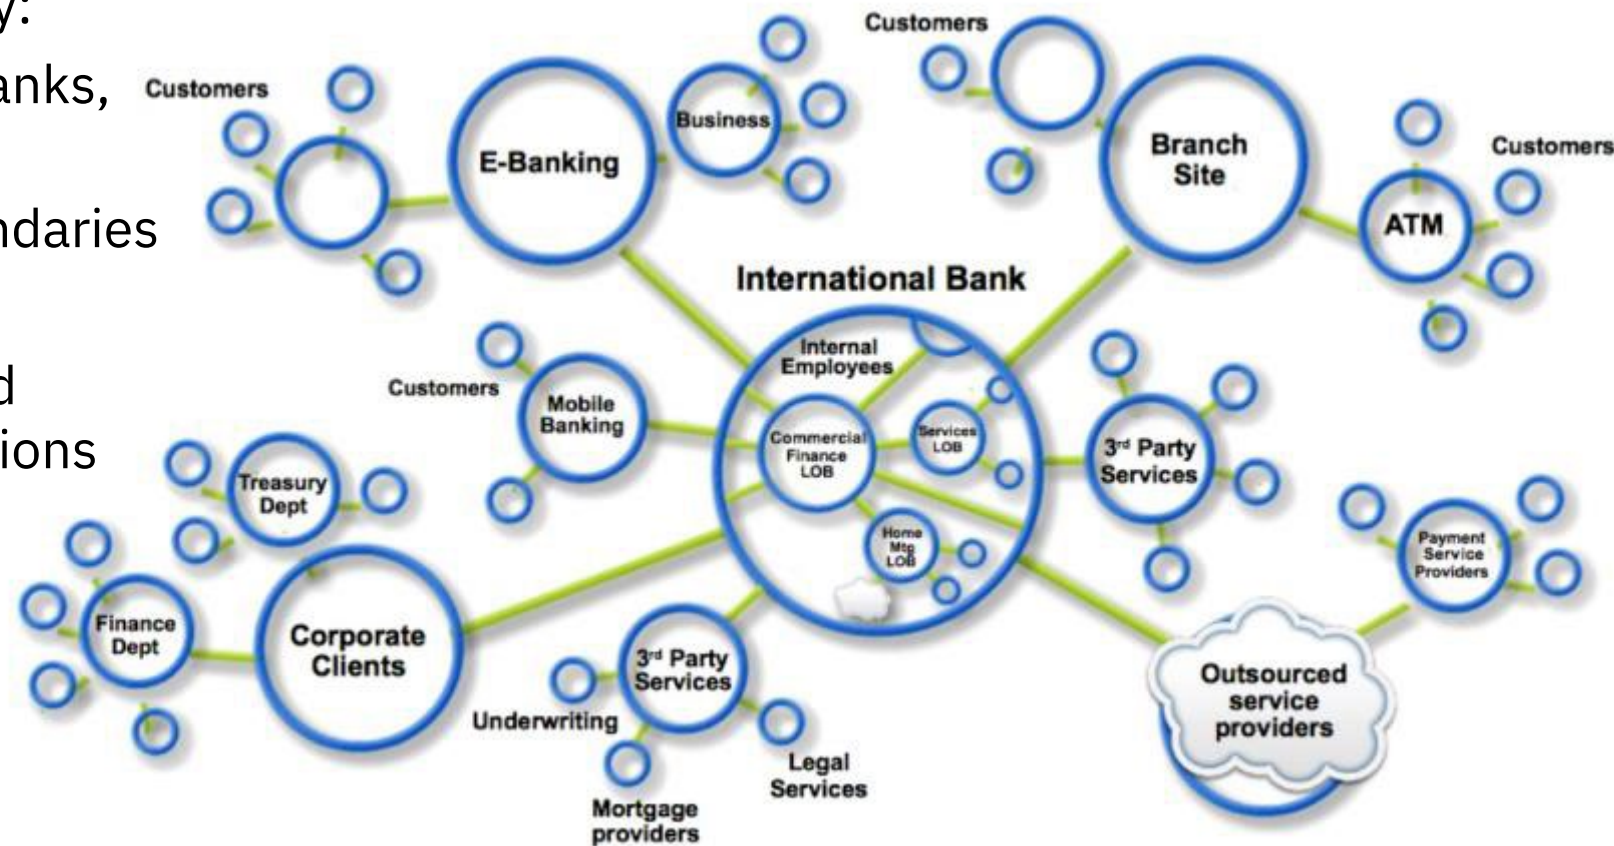 y:
anks,
ndaries
d
ions
Customers
E-Banking
Business
Customers
Branch
Site
ATM
Customers
International Bank
Internal
Employees
Commercial
Finance
LOB
Services
LOB
Home
Mtg
LOB
Customers
Mobile
Banking
3rd Party
Services
Treasury
Dept
Finance
Dept
Corporate
Clients
3rd Party
Services
Underwriting
Mortgage
providers
Legal
Services
Payment
Service
Providers
Outsourced
service
providers